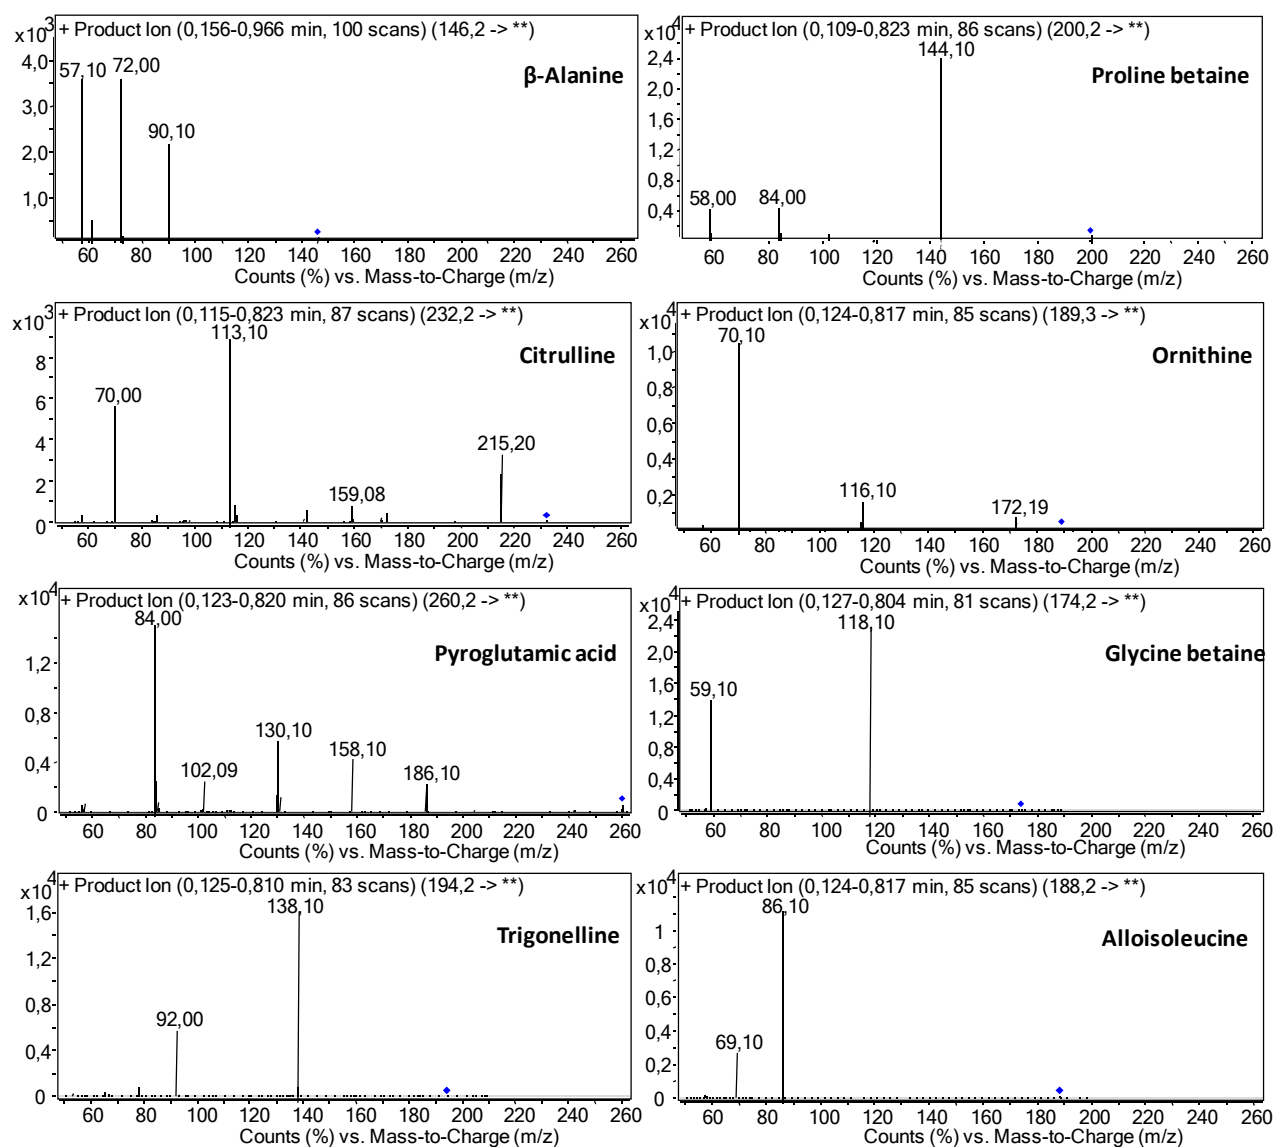 x10³
+ Product Ion (0,156-0,966 min, 100 scans) (146,2 -> **)
4,0
57,10 72,00
β-Alanine
3,0
90,10
2,0
1,0
60 80 100 120 140 160 180 200 220 240 260
Counts (%) vs. Mass-to-Charge (m/z)
x10⁴
+ Product Ion (0,109-0,823 min, 86 scans) (200,2 -> **)
144,10
2,4
Proline betaine
2,0
1,6
1,2
0,8
58,00 84,00
0,4
60 80 100 120 140 160 180 200 220 240 260
Counts (%) vs. Mass-to-Charge (m/z)
x10³
+ Product Ion (0,115-0,823 min, 87 scans) (232,2 -> **)
113,10
8
Citrulline
6
70,00
4
215,20
2
159,08
0
60 80 100 120 140 160 180 200 220 240 260
Counts (%) vs. Mass-to-Charge (m/z)
x10⁴
+ Product Ion (0,124-0,817 min, 85 scans) (189,3 -> **)
70,10
1,0
Ornithine
0,8
0,6
0,4
116,10
0,2
172,19
60 80 100 120 140 160 180 200 220 240 260
Counts (%) vs. Mass-to-Charge (m/z)
x10⁴
+ Product Ion (0,123-0,820 min, 86 scans) (260,2 -> **)
84,00
Pyroglutamic acid
1,2
0,8
130,10
158,10
0,4
102,09
186,10
0
60 80 100 120 140 160 180 200 220 240 260
Counts (%) vs. Mass-to-Charge (m/z)
x10⁴
+ Product Ion (0,127-0,804 min, 81 scans) (174,2 -> **)
2,4
118,10
Glycine betaine
2,0
1,6
59,10
1,2
0,8
0,4
0
60 80 100 120 140 160 180 200 220 240 260
Counts (%) vs. Mass-to-Charge (m/z)
x10⁴
+ Product Ion (0,125-0,810 min, 83 scans) (194,2 -> **)
1,6
138,10
Trigonelline
1,2
0,8
92,00
0,4
0
60 80 100 120 140 160 180 200 220 240 260
Counts (%) vs. Mass-to-Charge (m/z)
x10⁴
+ Product Ion (0,124-0,817 min, 85 scans) (188,2 -> **)
86,10
1
Alloisoleucine
0,8
0,6
0,4
69,10
0,2
0
60 80 100 120 140 160 180 200 220 240 260
Counts (%) vs. Mass-to-Charge (m/z)